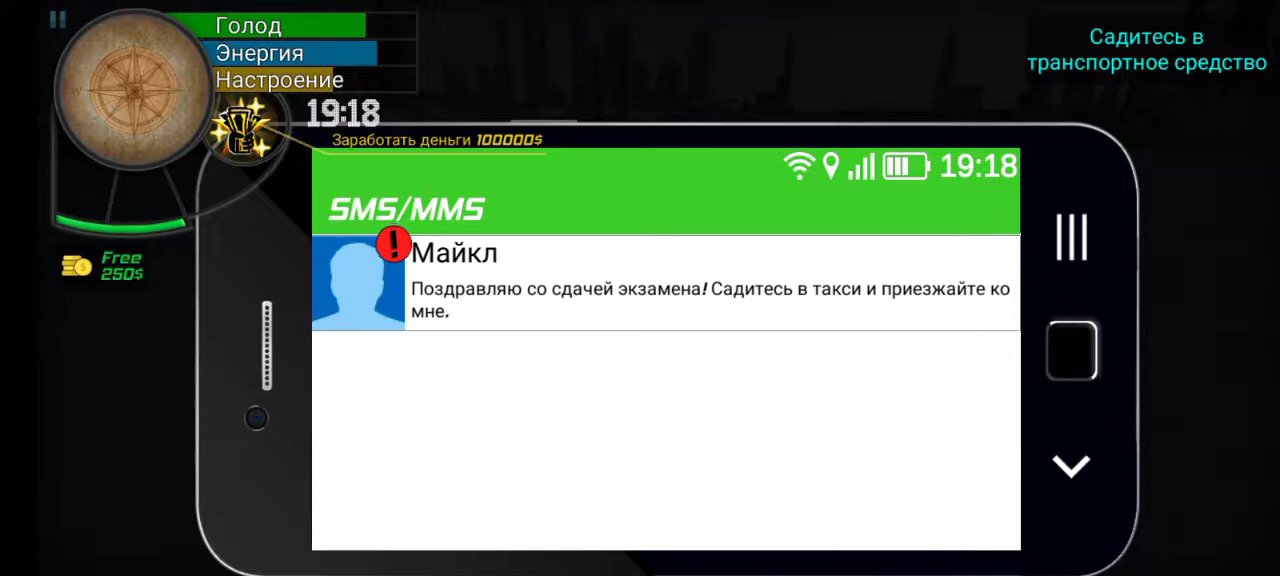 Голод
Энергия
Настроение
19:18
Заработать деньги 100000$
Садитесь в
транспортное средство
19:18
SMS/MMS
Майкл
Поздравляю со сдачей экзамена! Садитесь в такси и приезжайте ко
мне.
Free
250$